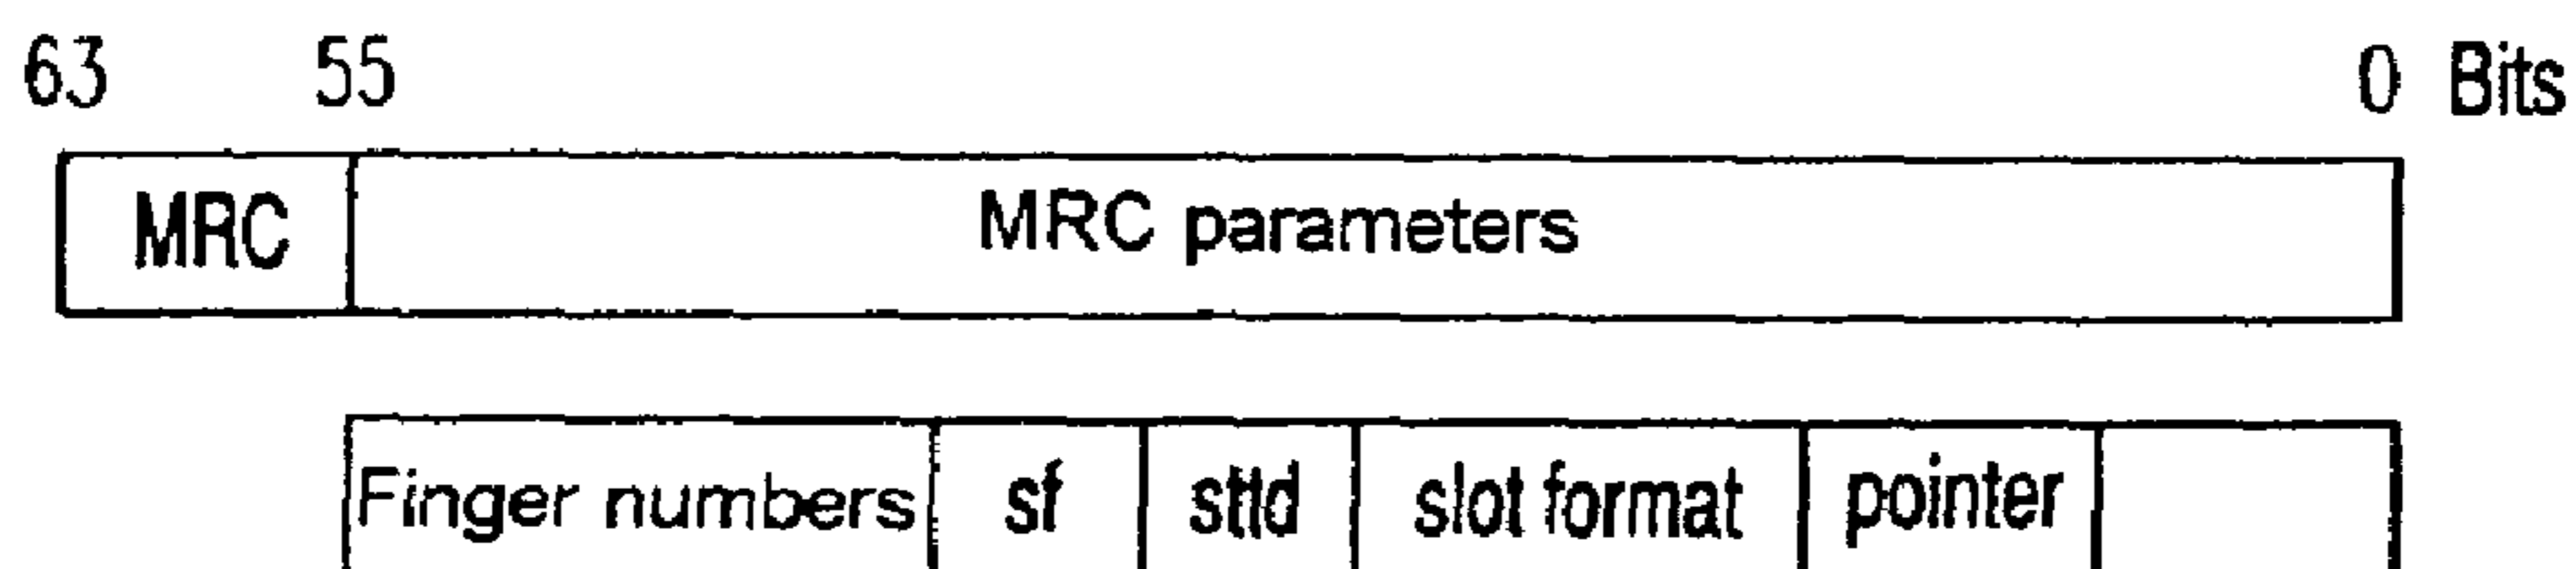 63 55 0 Bits
MRC MRC parameters
Finger numbers sf sttd slot format pointer